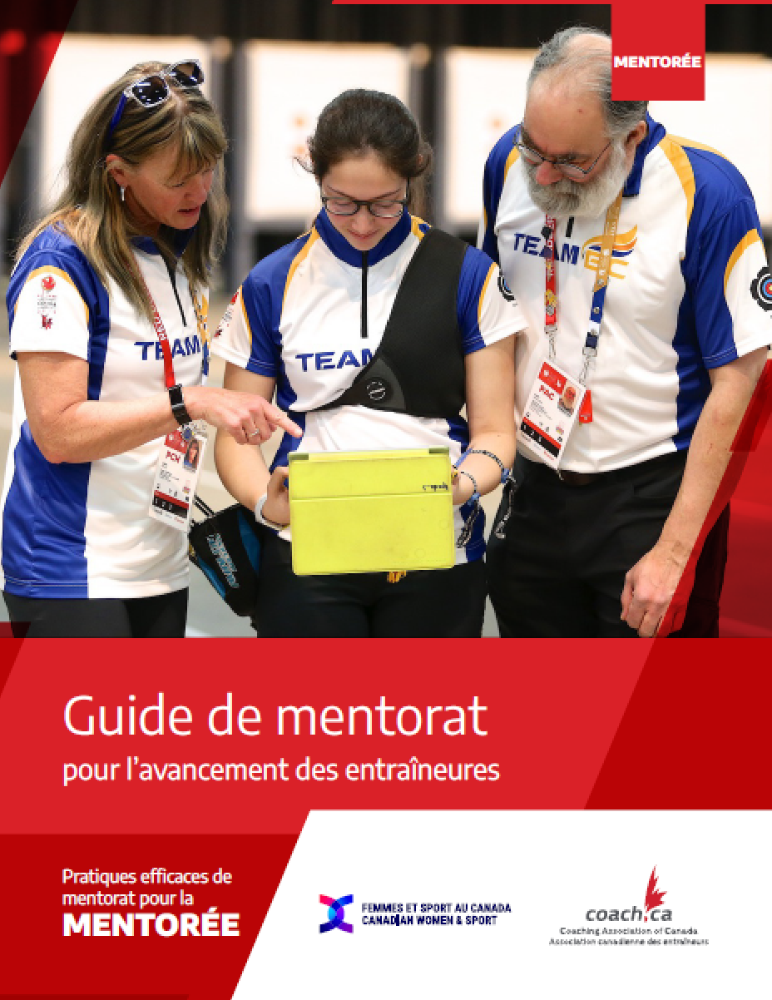 MENTORÉE
TEAM
TEAM
TEAM
BC
Guide de mentorat
pour l'avancement des entraîneures
Pratiques efficaces de
mentorat pour la
MENTORÉE
FEMMES ET SPORT AU CANADA
CANADIAN WOMEN & SPORT
coach.ca
Coaching Association of Canada
Association canadienne des entraîneurs